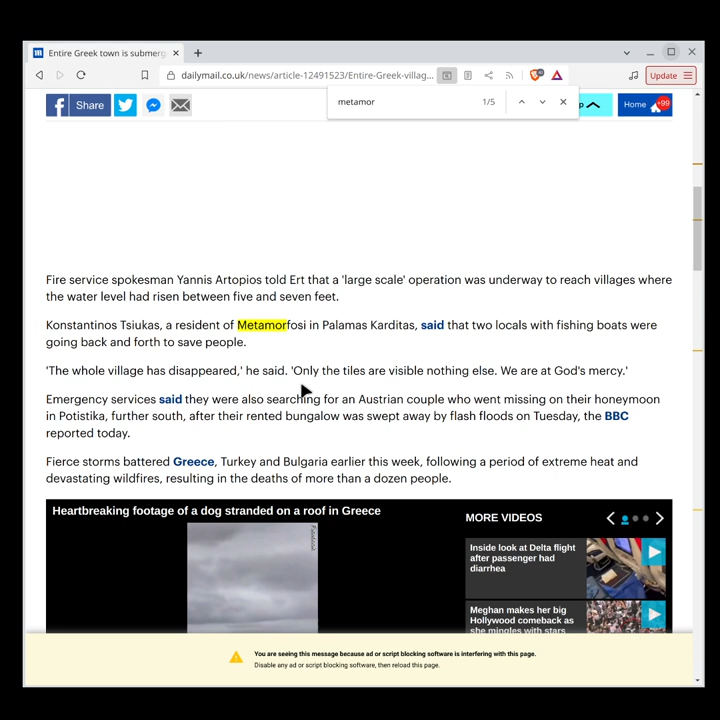 Entire Greek town is submerg
dailymail.co.uk/news/article-12491523/Entire-Greek-villag...
Update
Share
metamor
1/5
Home
+99
Fire service spokesman Yannis Artopios told Ert that a 'large scale' operation was underway to reach villages where
the water level had risen between five and seven feet.
Konstantinos Tsiukas, a resident of Metamorfosi in Palamas Karditas, said that two locals with fishing boats were
going back and forth to save people.
'The whole village has disappeared,' he said. 'Only the tiles are visible nothing else. We are at God's mercy.'
Emergency services said they were also searching for an Austrian couple who went missing on their honeymoon
in Potistika, further south, after their rented bungalow was swept away by flash floods on Tuesday, the BBC
reported today.
Fierce storms battered Greece, Turkey and Bulgaria earlier this week, following a period of extreme heat and
devastating wildfires, resulting in the deaths of more than a dozen people.
Heartbreaking footage of a dog stranded on a roof in Greece
MORE VIDEOS
Inside look at Delta flight
after passenger had
diarrhea
Meghan makes her big
Hollywood comeback as
she mingles with stars
You are seeing this message because ad or script blocking software is interfering with this page.
Disable any ad or script blocking software, then reload this page.